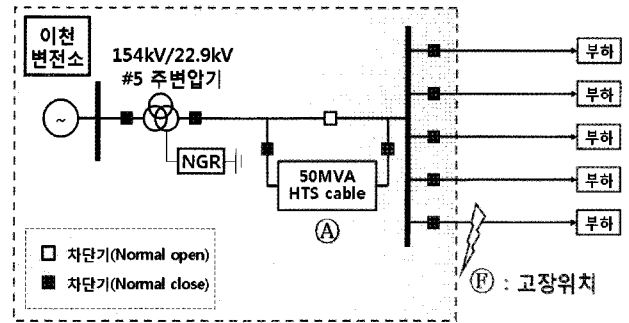 이천
변전소
154kV/22.9kV
#5 주변압기
~
NGR
50MVA
HTS cable
Ⓐ
부하
부하
부하
부하
부하
차단기(Normal open)
차단기(Normal close)
Ⓕ : 고장위치